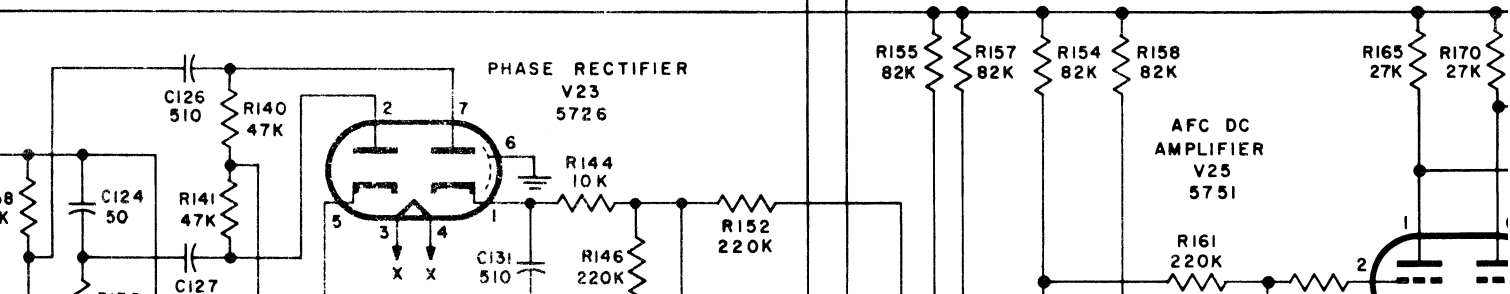 R155
82K
R157
82K
R154
82K
R158
82K
R165
27K
R170
27K
PHASE RECTIFIER
V23
5726
C126
510
R140
47K
2
7
6
AFC DC
AMPLIFIER
V25
5751
R144
10K
C124
50
R141
47K
5
3
4
1
X
X
R152
220K
C131
510
R146
220K
C127
R161
220K
1
2